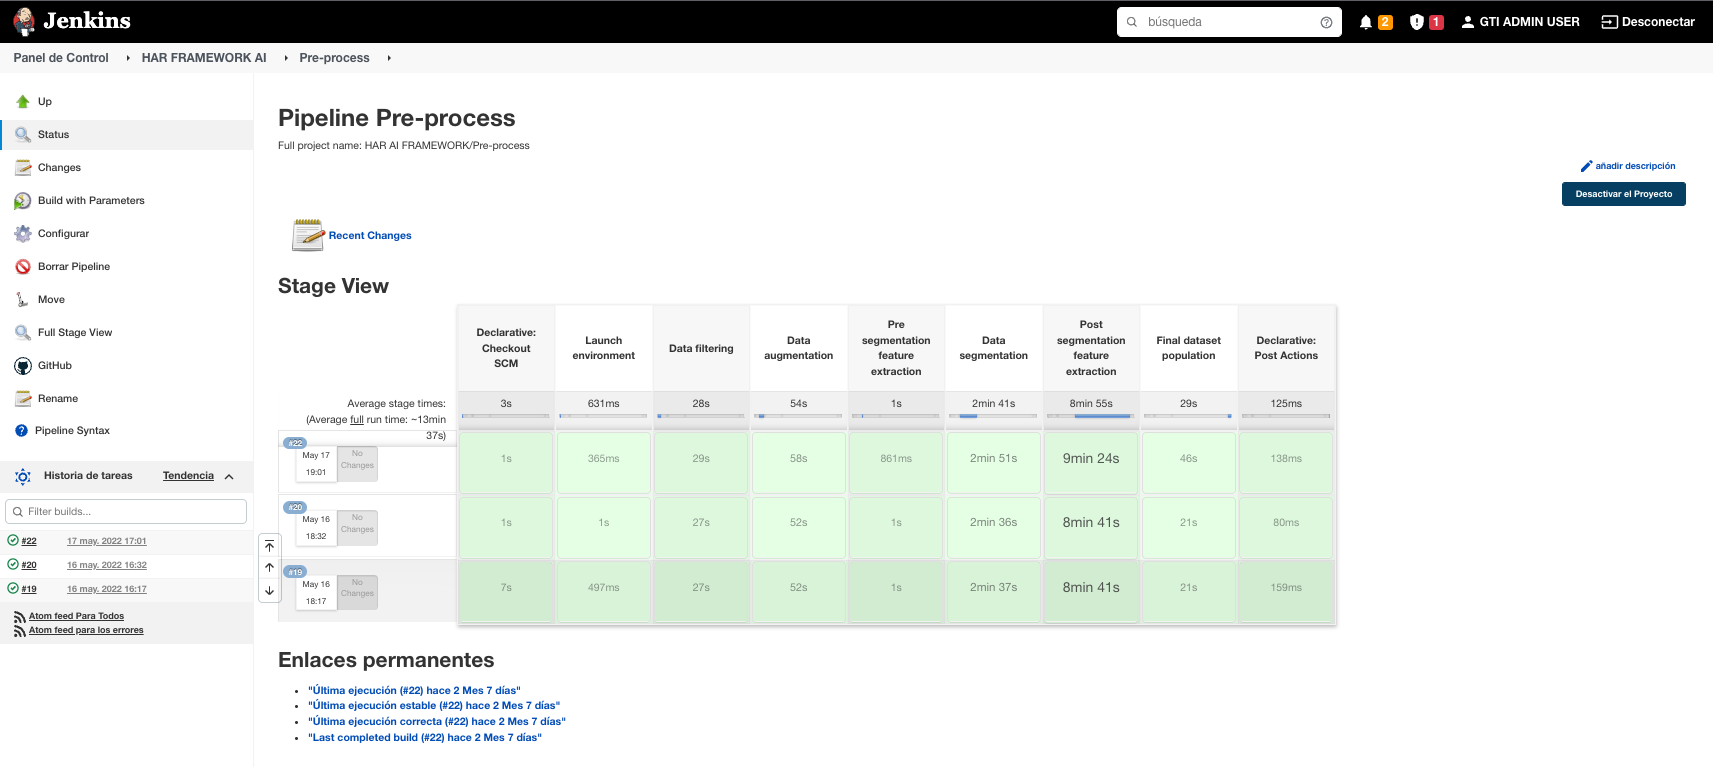 Jenkins
búsqueda
2
1
GTI ADMIN USER
Desconectar
Panel de Control
HAR FRAMEWORK AI
Pre-process
Up
Status
Changes
Build with Parameters
Configurar
Borrar Pipeline
Move
Full Stage View
GitHub
Rename
Pipeline Syntax
Historia de tareas
Tendencia
Filter builds...
#22 17 may. 2022 17:01
#20 16 may. 2022 16:32
#19 16 may. 2022 16:17
Atom feed Para Todos
Atom feed para los errores
Pipeline Pre-process
Full project name: HAR AI FRAMEWORK/Pre-process
añadir descripción
Desactivar el Proyecto
Recent Changes
Stage View
Declarative:
Checkout
SCM
Launch
environment
Data filtering
Data
augmentation
Pre
segmentation
feature
extraction
Data
segmentation
Post
segmentation
feature
extraction
Final dataset
population
Declarative:
Post Actions
Average stage times:
(Average full run time: ~13min
37s)
3s 631ms 28s 54s 1s 2min 41s 8min 55s 29s 125ms
#22
May 17
19:01
No
Changes
1s 365ms 29s 58s 861ms 2min 51s 9min 24s 46s 138ms
#20
May 16
18:32
No
Changes
1s 1s 27s 52s 1s 2min 36s 8min 41s 21s 80ms
#19
May 16
18:17
No
Changes
7s 497ms 27s 52s 1s 2min 37s 8min 41s 21s 159ms
Enlaces permanentes
"Última ejecución (#22) hace 2 Mes 7 días"
"Última ejecución estable (#22) hace 2 Mes 7 días"
"Última ejecución correcta (#22) hace 2 Mes 7 días"
"Last completed build (#22) hace 2 Mes 7 días"